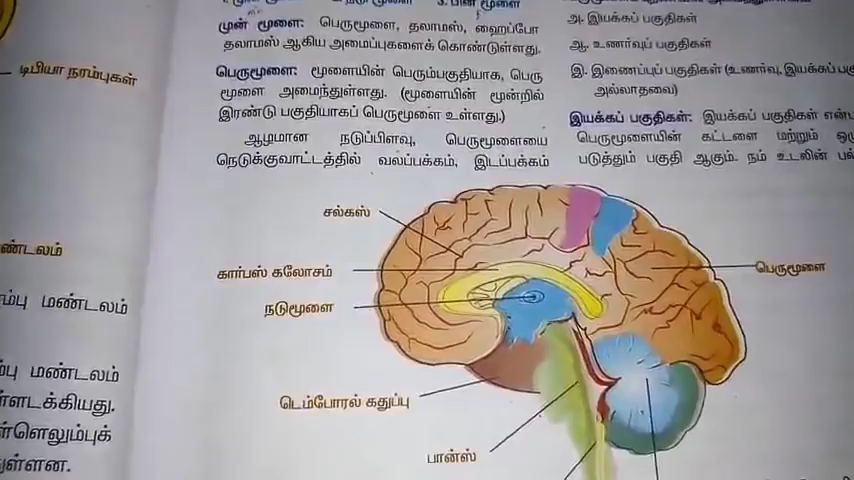 டிபியா நரம்புகள்
ண்டலம்
ம்பு மண்டலம்
ம்பு மண்டலம்
ள்ளடக்கியது.
ள்ளெலும்புக்
துள்ளன.
3. பின் மூளை
முன் மூளை: பெருமூளை, தலாமஸ், ஹைப்போ
தலாமஸ் ஆகிய அமைப்புகளைக் கொண்டுள்ளது.
பெருமூளை: மூளையின் பெரும்பகுதியாக, பெரு
மூளை அமைந்துள்ளது. (மூளையின் மூன்றில்
இரண்டு பகுதியாகப் பெருமூளை உள்ளது.)
ஆழமான நடுப்பிளவு, பெருமூளையை
நெடுக்குவாட்டத்தில் வலப்பக்கம், இடப்பக்கம்
அ. இயக்கப் பகுதிகள்
ஆ. உணர்வுப் பகுதிகள்
இ. இணைப்புப் பகுதிகள் (உணர்வு, இயக்கப் பகு
அல்லாதவை)
இயக்கப் பகுதிகள்: இயக்கப் பகுதிகள் என்ப
பெருமூளையின் கட்டளை மற்றும் ஒழு
படுத்தும் பகுதி ஆகும். நம் உடலின் பல்
சல்கஸ்
கார்பஸ் கலோசம்
நடுமூளை
டெம்போரல் கதுப்பு
பான்ஸ்
பெருமூளை